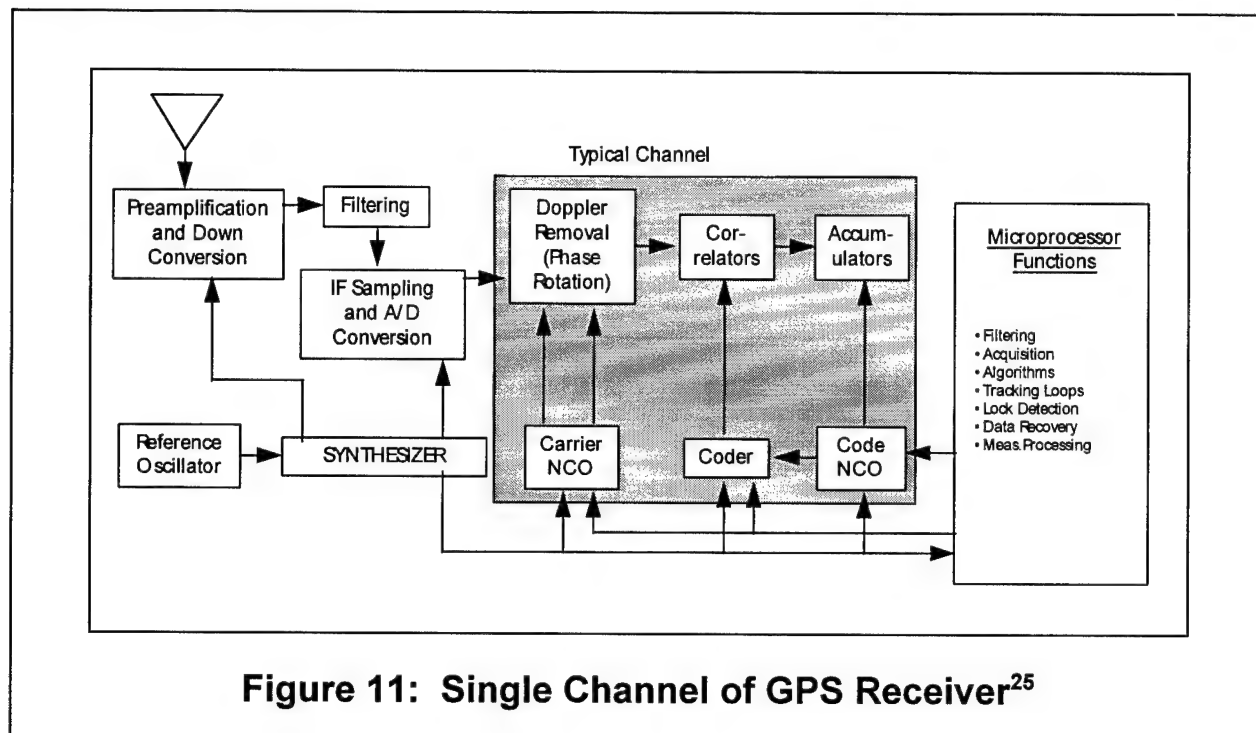 Typical Channel
Preamplification
and Down
Conversion
Filtering
IF Sampling
and A/D
Conversion
Doppler
Removal
(Phase
Rotation)
Cor-
relators
Accum-
ulators
Reference
Oscillator
SYNTHESIZER
Carrier
NCO
Coder
Code
NCO
Microprocessor
Functions
• Filtering
• Acquisition
• Algorithms
• Tracking Loops
• Lock Detection
• Data Recovery
• Meas.Processing
Figure 11: Single Channel of GPS Receiver25